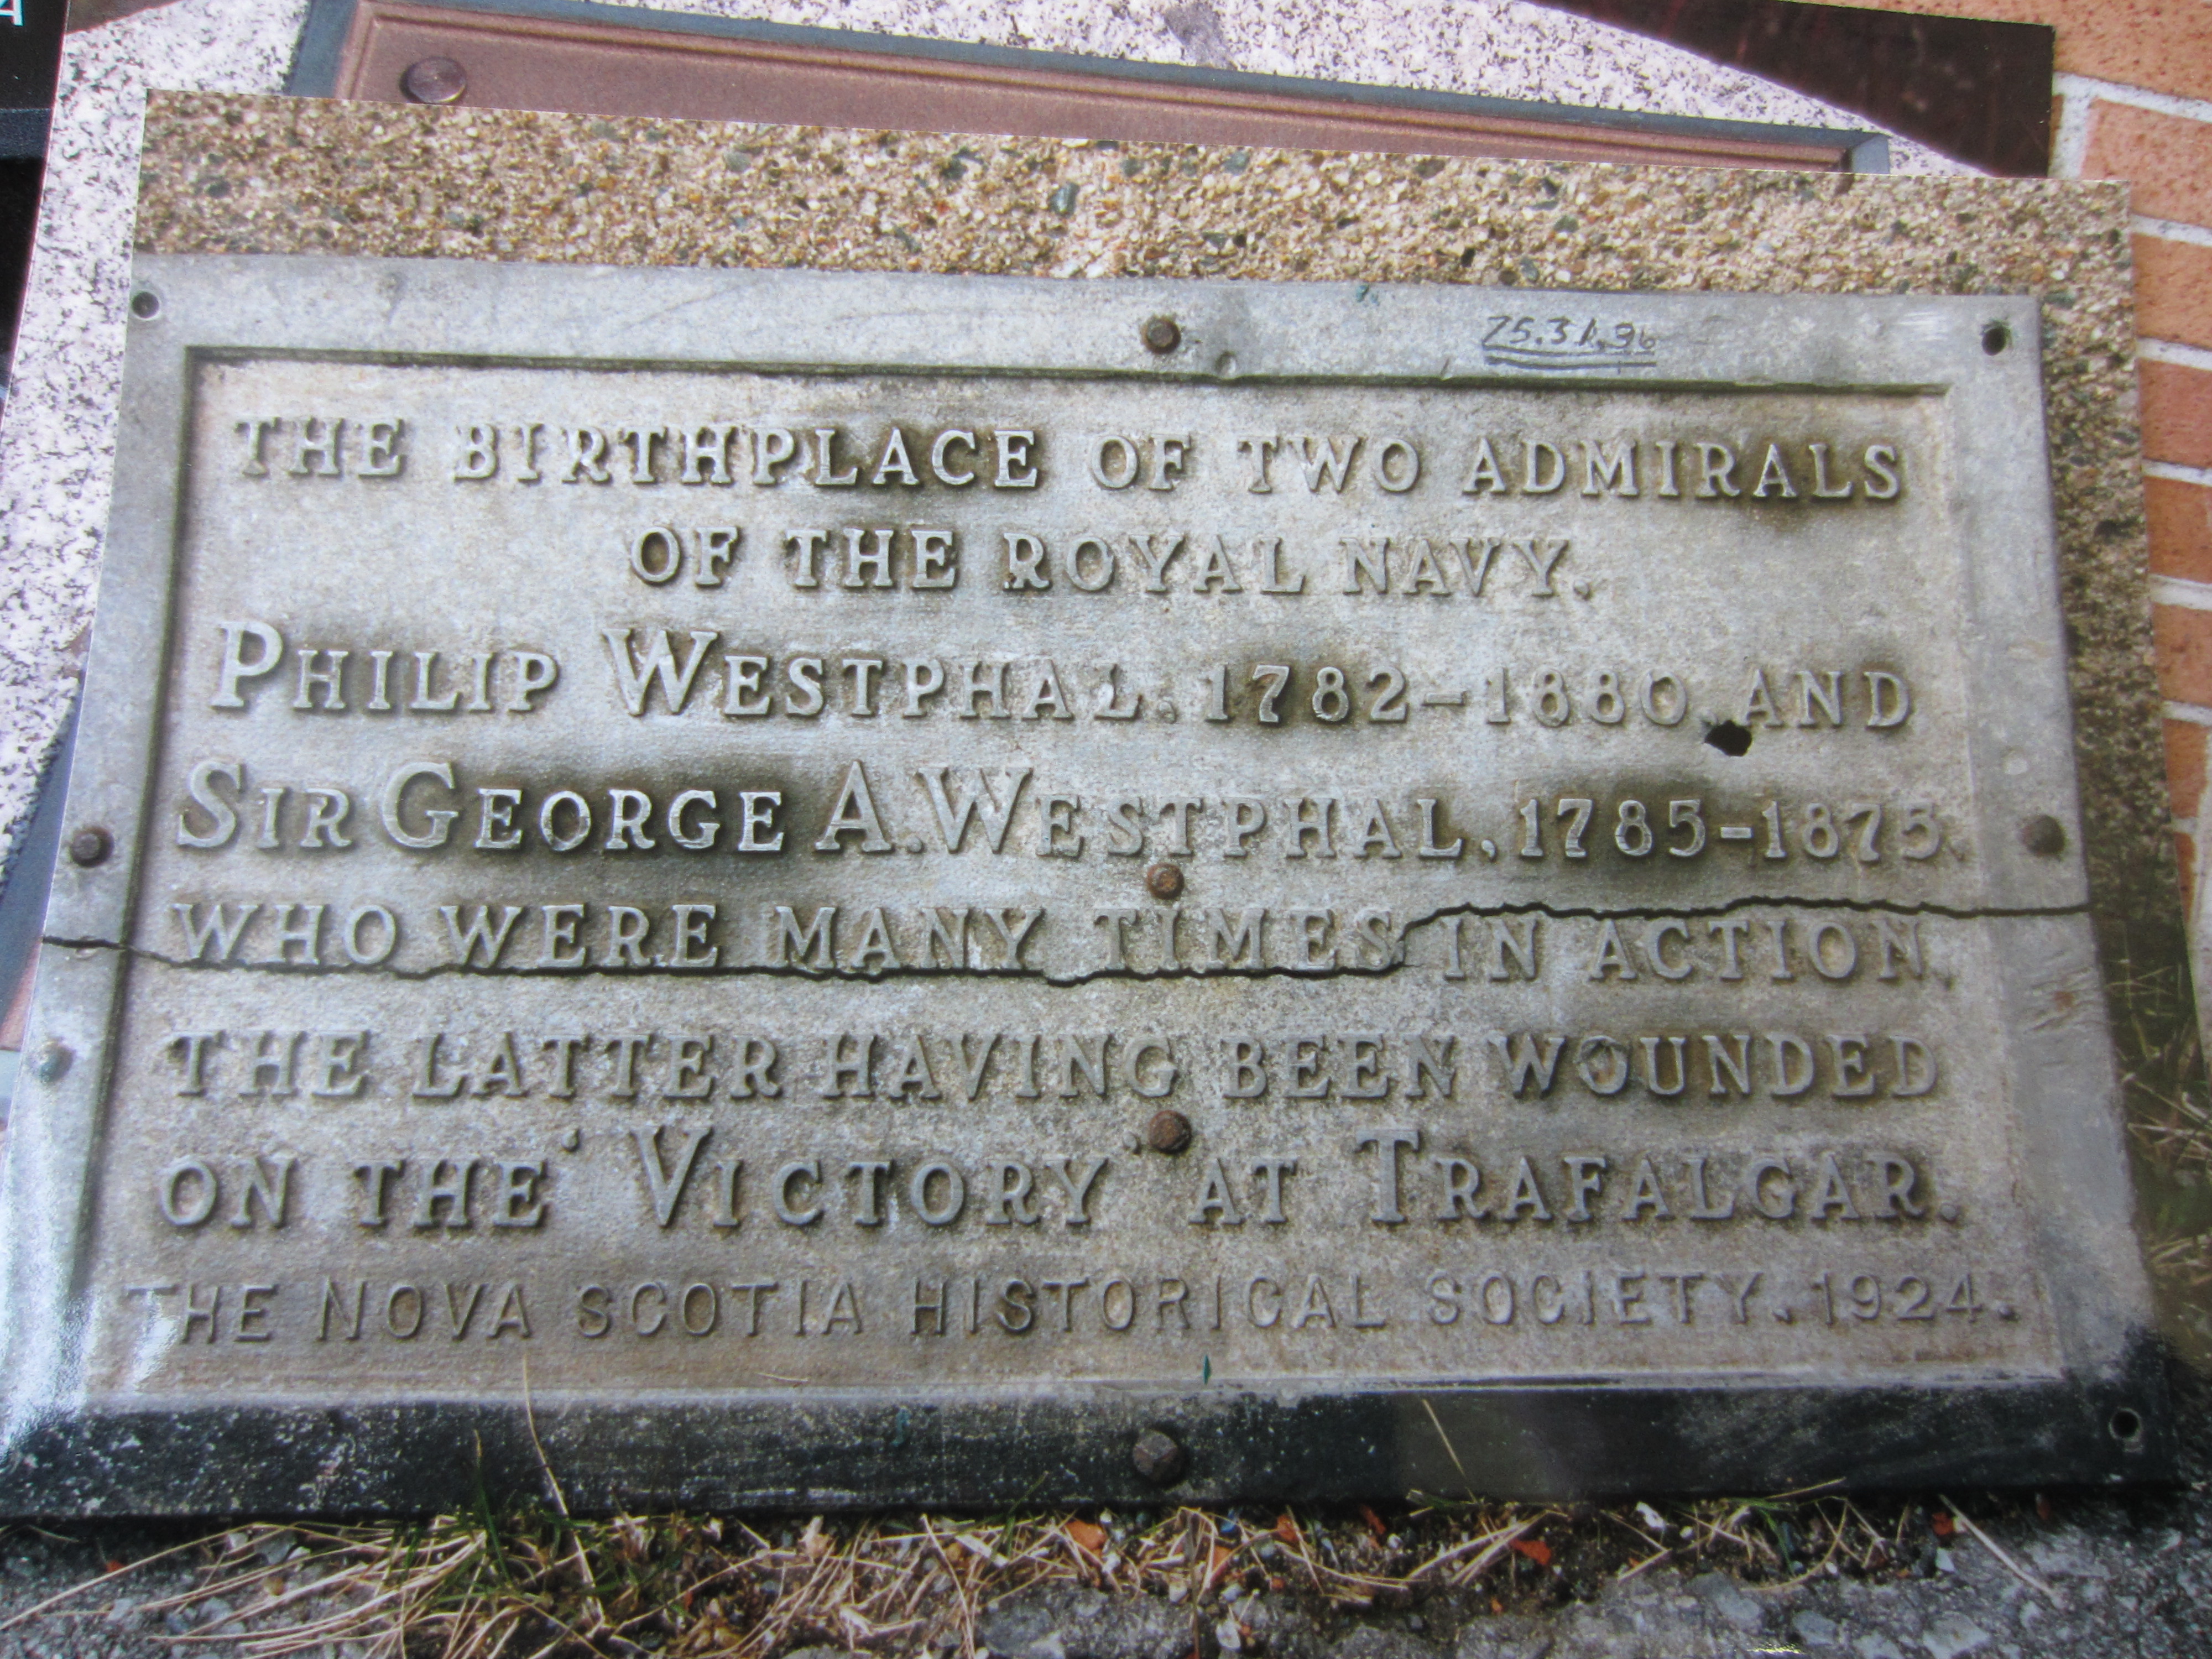 75.31.36
THE BIRTHPLACE OF TWO ADMIRALS
OF THE ROYAL NAVY.
PHILIP WESTPHAL, 1782-1880 AND
SIR GEORGE A. WESTPHAL, 1785-1875.
WHO WERE MANY TIMES IN ACTION,
THE LATTER HAVING BEEN WOUNDED
ON THE "VICTORY" AT TRAFALGAR.
THE NOVA SCOTIA HISTORICAL SOCIETY. 1924.